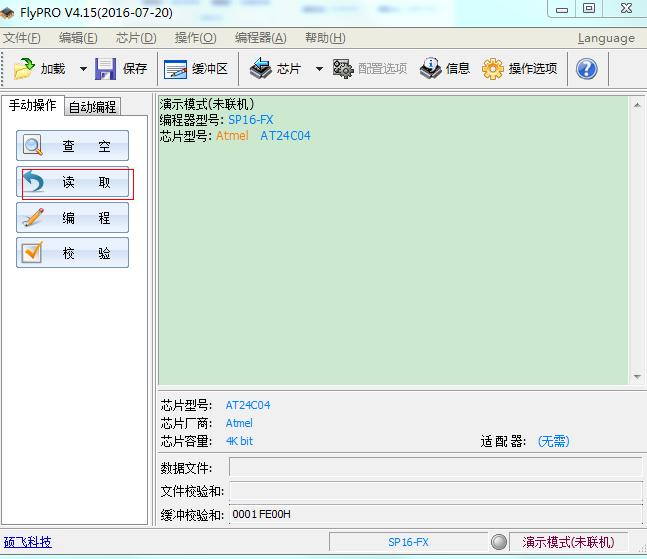 FlyPRO V4.15(2016-07-20)
文件(F) 编辑(E) 芯片(D) 操作(O) 编程器(A) 帮助(H) Language
加载 保存 缓冲区 芯片 配置选项 信息 操作选项
手动操作 自动编程
查 空
读 取
编 程
校 验
演示模式(未联机)
编程器型号: SP16-FX
芯片型号: Atmel AT24C04
芯片型号: AT24C04
芯片厂商: Atmel
芯片容量: 4K bit 适 配 器: (无需)
数据文件:
文件校验和:
缓冲校验和: 0001FE00H
硕飞科技 SP16-FX 演示模式(未联机)